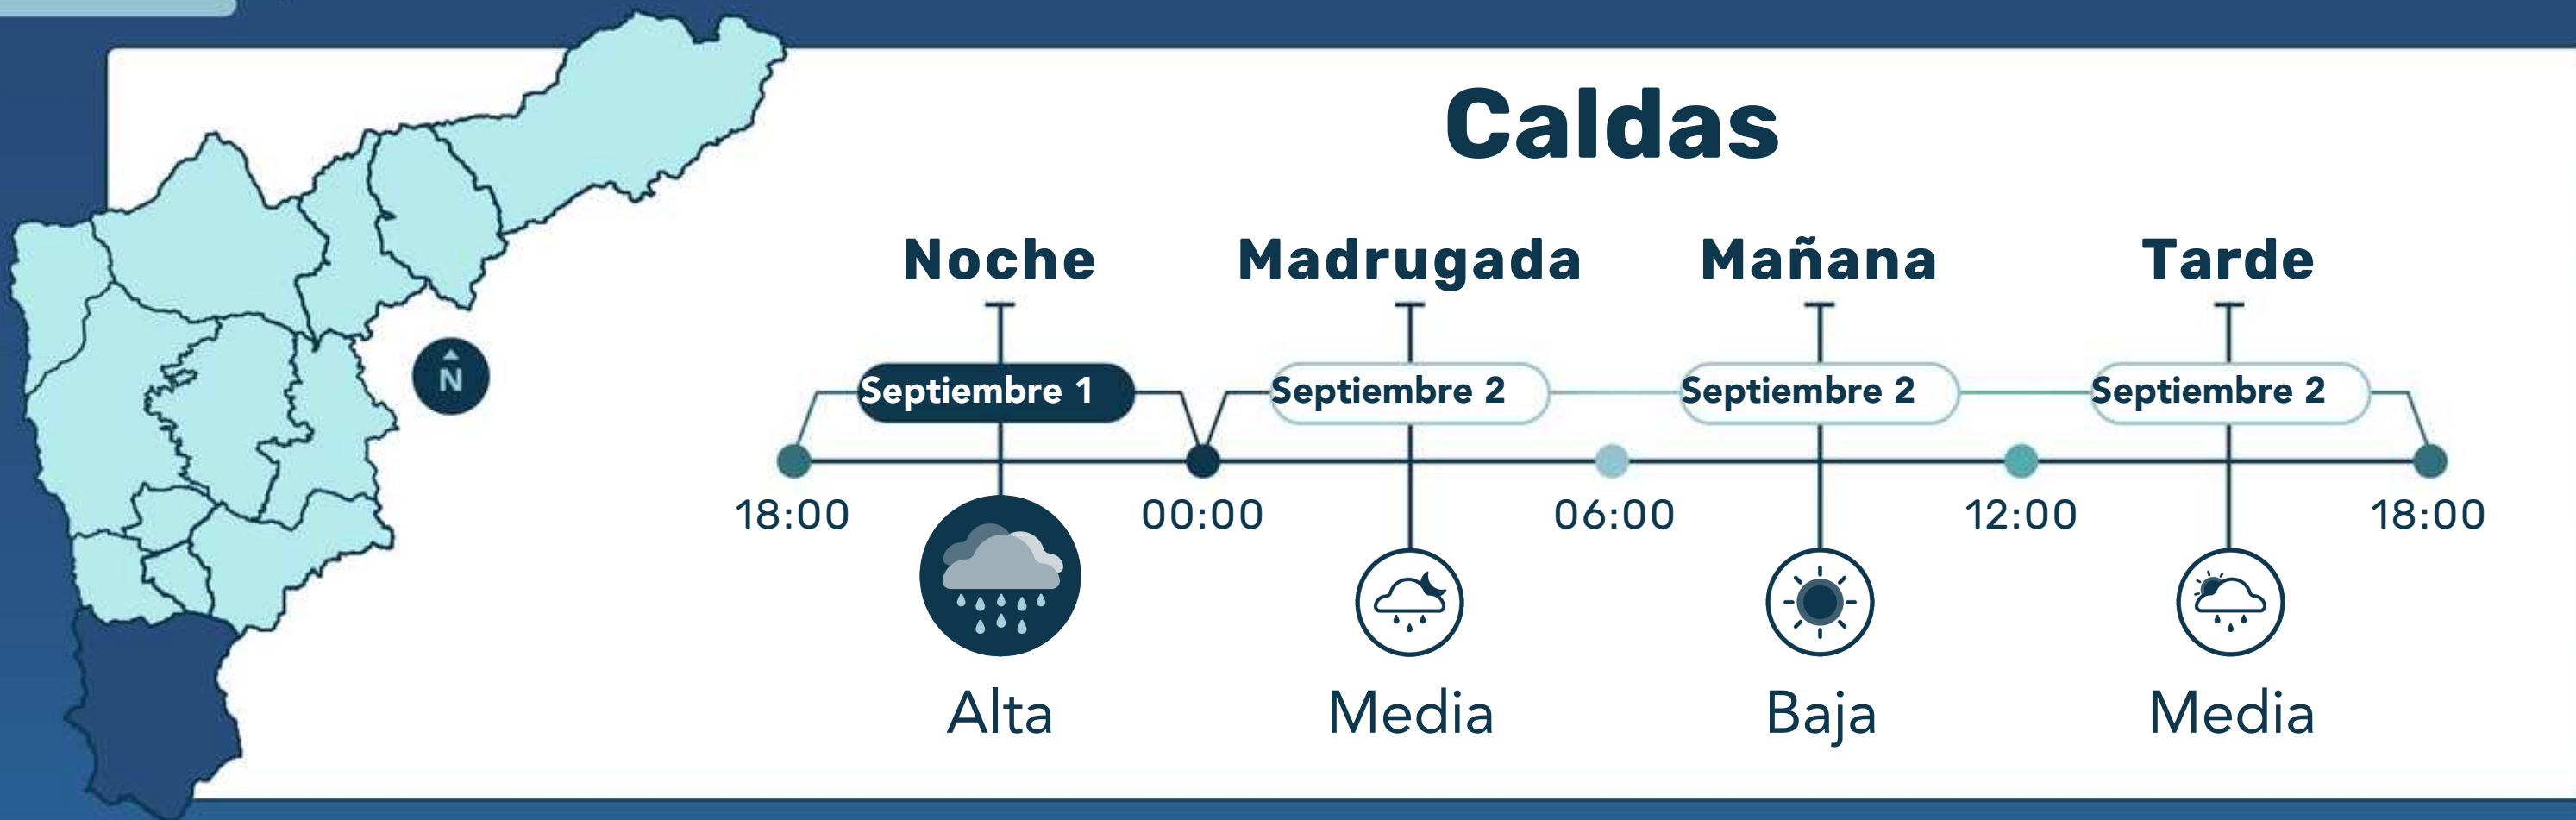 Caldas
Noche Madrugada Mañana Tarde
Septiembre 1 Septiembre 2 Septiembre 2 Septiembre 2
N
18:00 00:00 06:00 12:00 18:00
Alta Media Baja Media